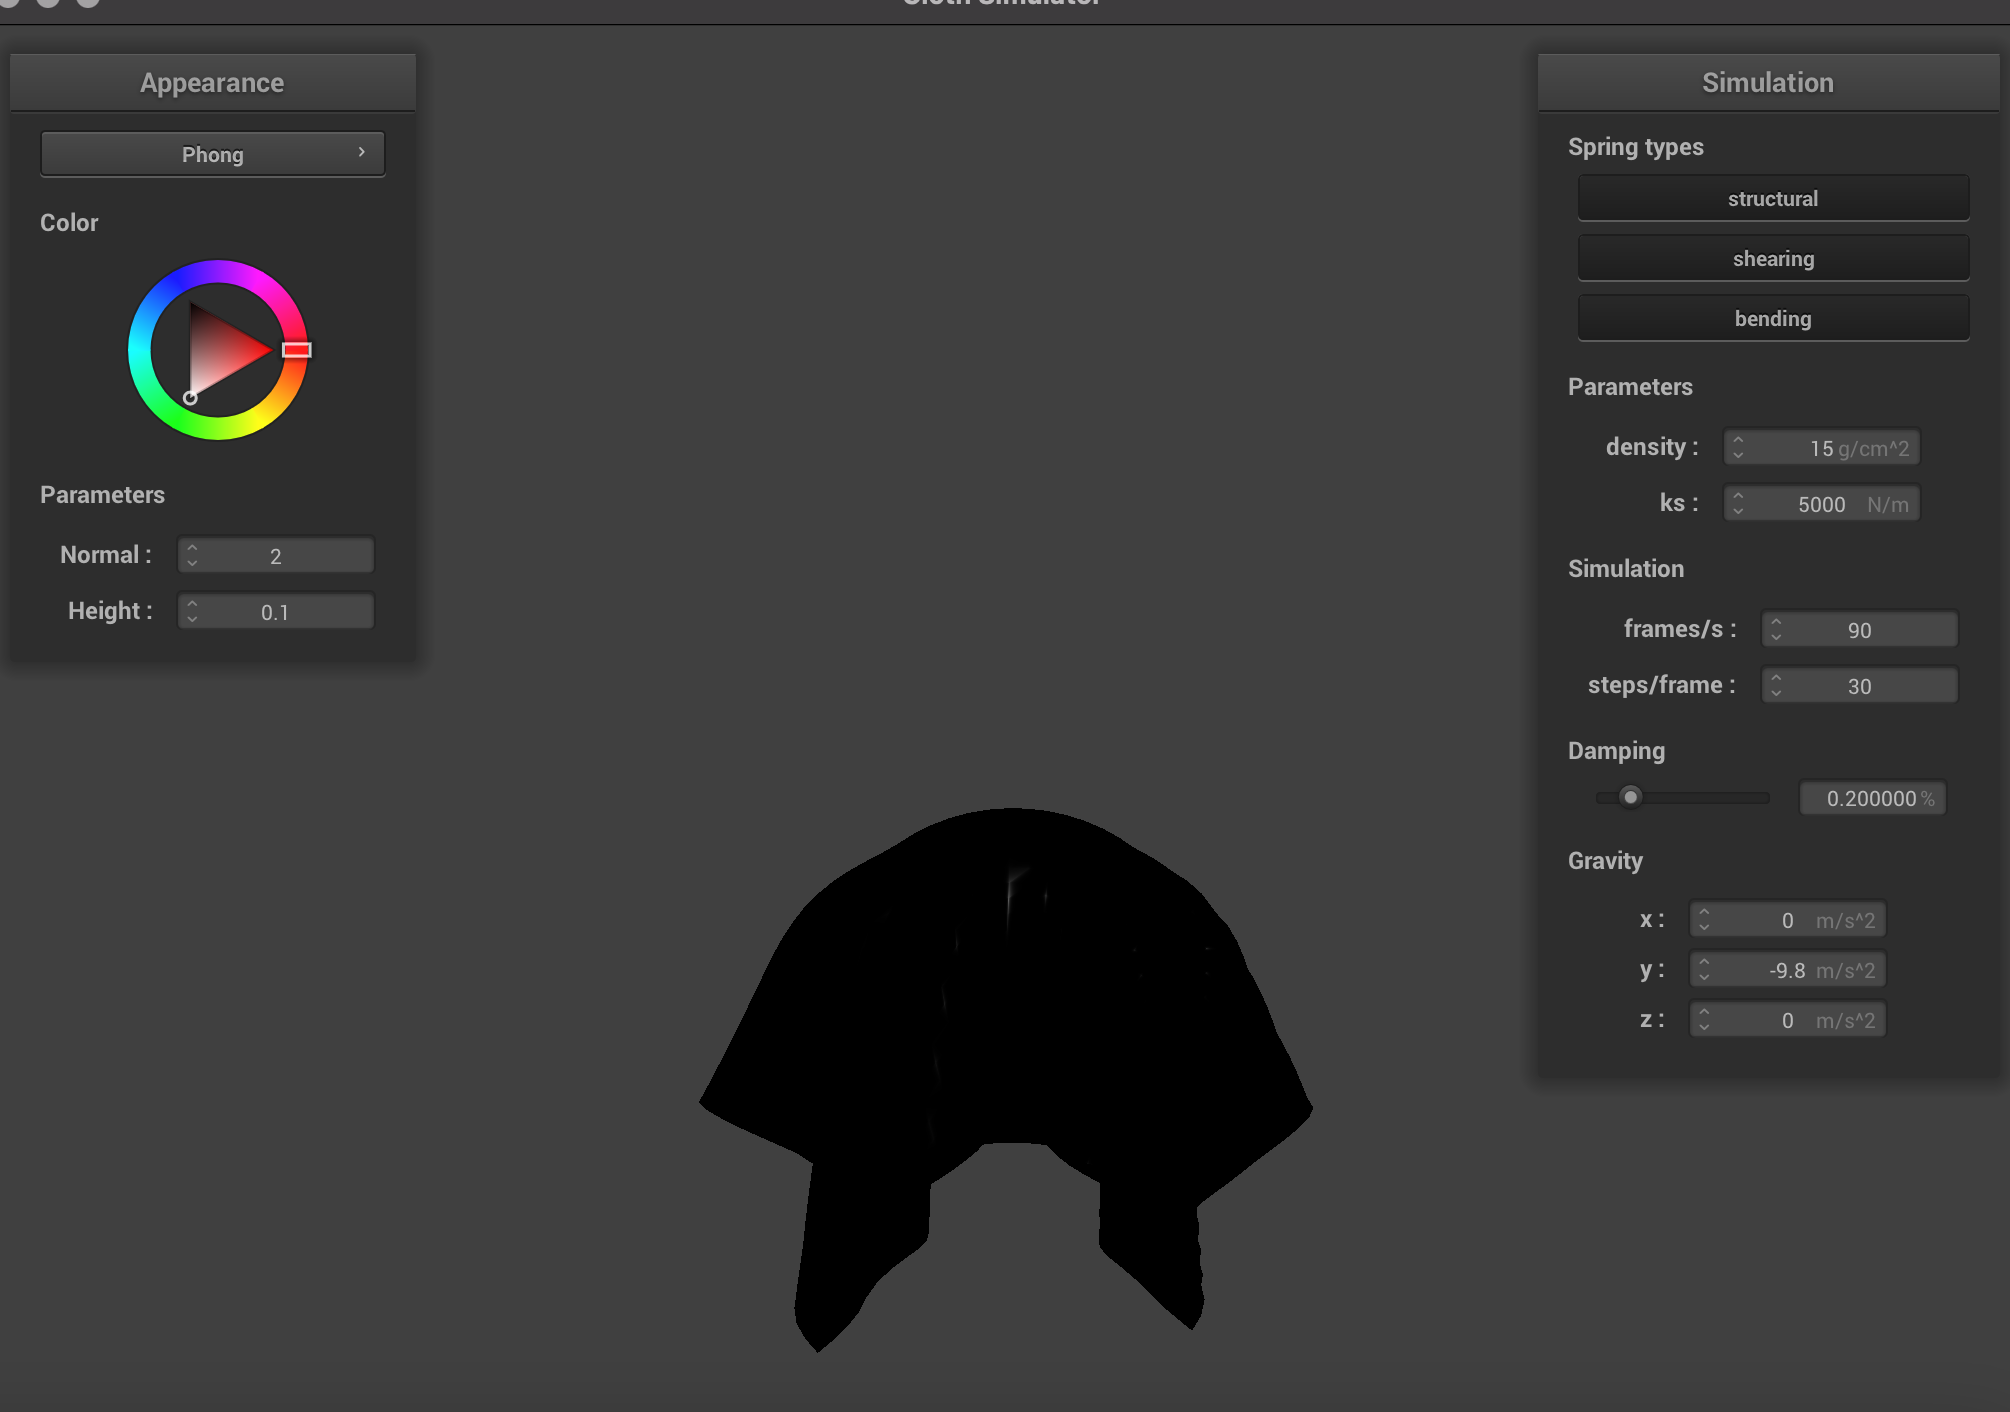 Cloth Simulator
Appearance
Phong
Color
Parameters
Normal :
2
Height :
0.1
Simulation
Spring types
structural
shearing
bending
Parameters
density :
15 g/cm^2
ks :
5000 N/m
Simulation
frames/s :
90
steps/frame :
30
Damping
0.200000 %
Gravity
x :
0 m/s^2
y :
-9.8 m/s^2
z :
0 m/s^2